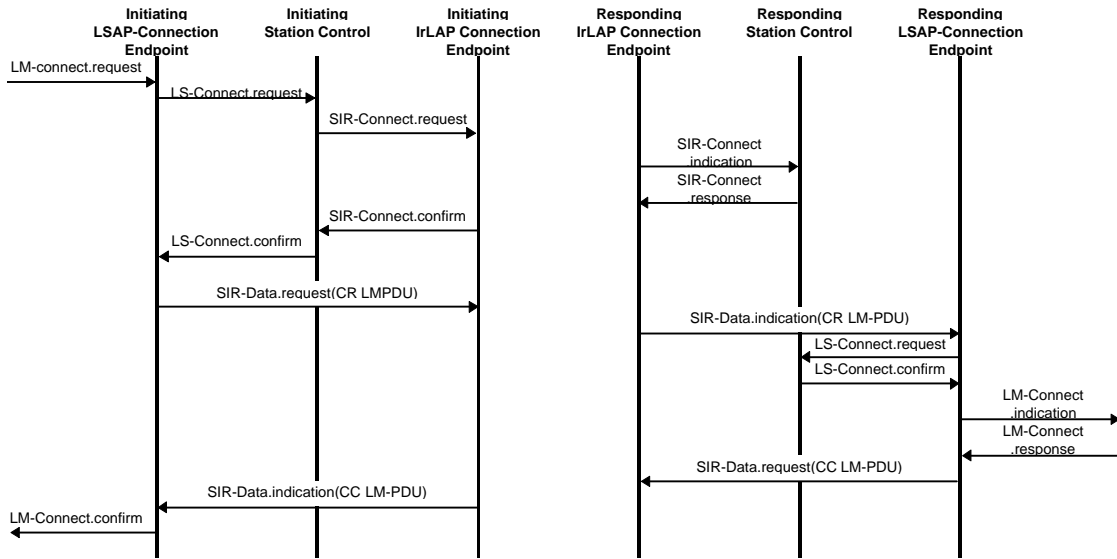 Initiating
LSAP-Connection
Endpoint
Initiating
Station Control
Initiating
IrLAP Connection
Endpoint
Responding
IrLAP Connection
Endpoint
Responding
Station Control
Responding
LSAP-Connection
Endpoint
LM-connect.request
LS-Connect.request
SIR-Connect.request
SIR-Connect
.indication
SIR-Connect
.response
SIR-Connect.confirm
LS-Connect.confirm
SIR-Data.request(CR LMPDU)
SIR-Data.indication(CR LM-PDU)
LS-Connect.request
LS-Connect.confirm
LM-Connect
.indication
LM-Connect
.response
SIR-Data.request(CC LM-PDU)
SIR-Data.indication(CC LM-PDU)
LM-Connect.confirm